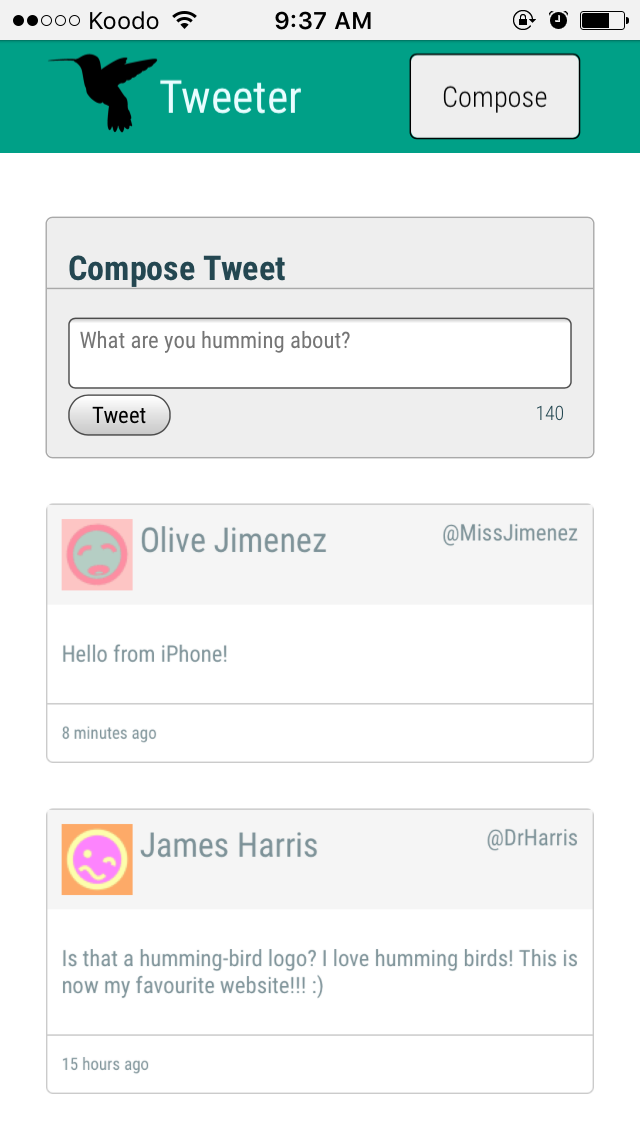 Koodo 9:37 AM
Tweeter
Compose
Compose Tweet
What are you humming about?
Tweet 140
Olive Jimenez @MissJimenez
Hello from iPhone!
8 minutes ago
James Harris @DrHarris
Is that a humming-bird logo? I love humming birds! This is
now my favourite website!!! :)
15 hours ago